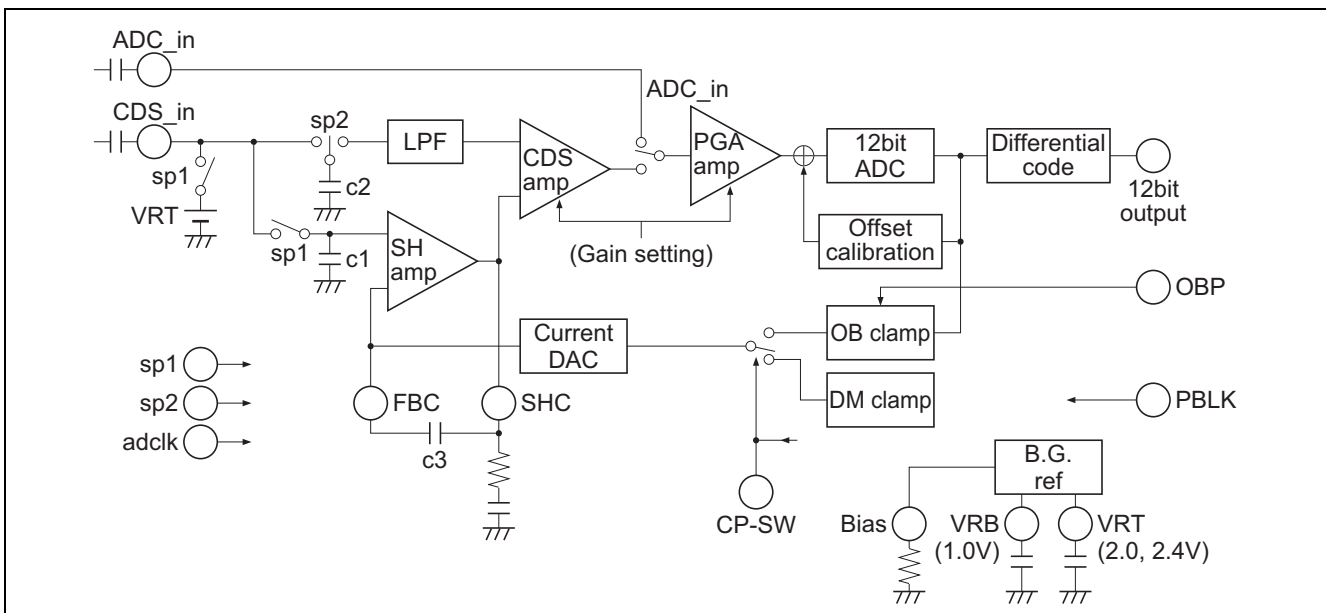 ADC_in
CDS_in
sp1
VRT
sp2
c2
LPF
sp1
c1
SH
amp
CDS
amp
ADC_in
PGA
amp
(Gain setting)
12bit
ADC
Differential
code
12bit
output
Offset
calibration
OBP
OB clamp
DM clamp
Current
DAC
sp1
sp2
adclk
FBC
SHC
c3
CP-SW
PBLK
B.G.
ref
Bias
VRB
(1.0V)
VRT
(2.0, 2.4V)